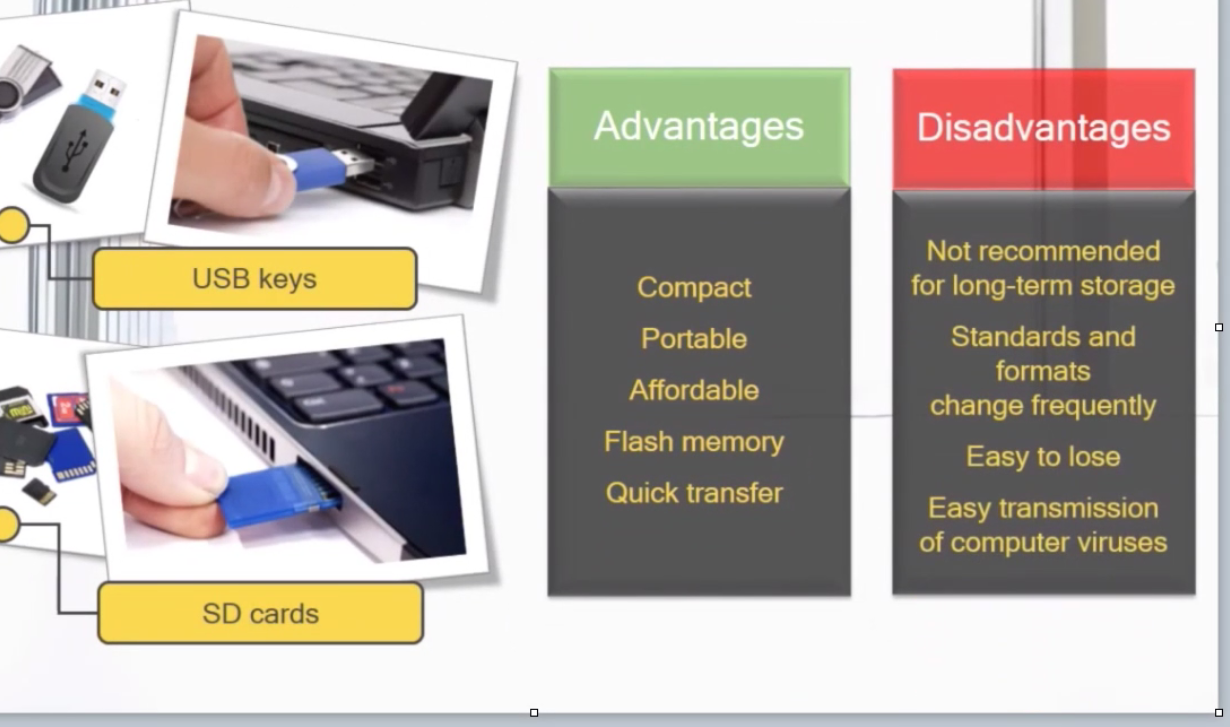 USB keys
SD cards
Advantages
Compact
Portable
Affordable
Flash memory
Quick transfer
Disadvantages
Not recommended
for long-term storage
Standards and
formats
change frequently
Easy to lose
Easy transmission
of computer viruses